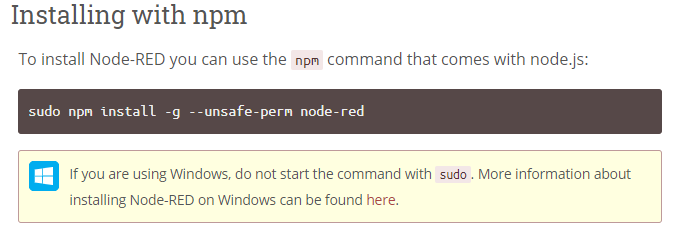 Installing with npm
To install Node-RED you can use the npm command that comes with node.js:
sudo npm install -g --unsafe-perm node-red
If you are using Windows, do not start the command with sudo. More information about
installing Node-RED on Windows can be found here.